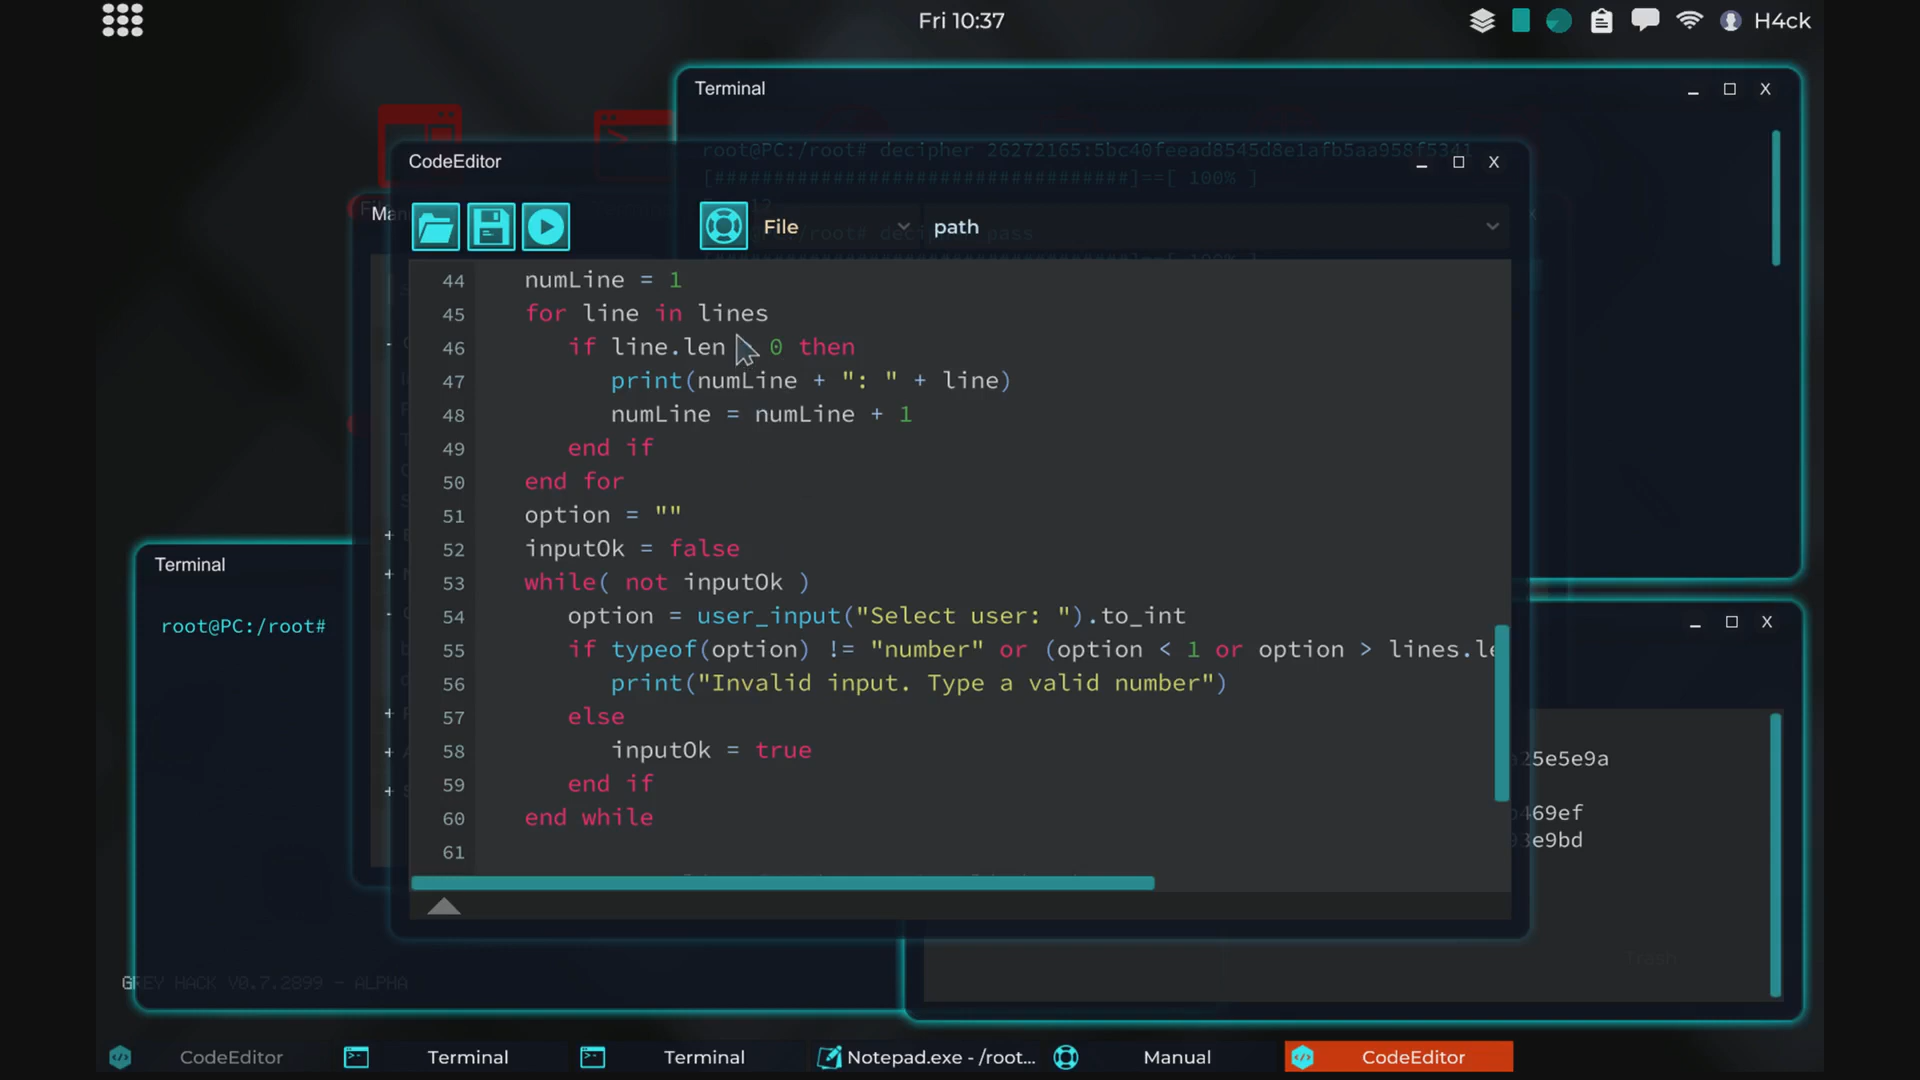 Fri 10:37
H4ck
Terminal
root@PC:/root# decipher 26272165:5bc40feead8545d8e1afb5aa958f5341
[###################################]==[ 100% ]
CodeEditor
File
path
44 numLine = 1
45 for line in lines
46 if line.len 0 then
47 print(numLine + ": " + line)
48 numLine = numLine + 1
49 end if
50 end for
51 option = ""
52 inputOk = false
53 while( not inputOk )
54 option = user_input("Select user: ").to_int
55 if typeof(option) != "number" or (option < 1 or option > lines.le
56 print("Invalid input. Type a valid number")
57 else
58 inputOk = true
59 end if
60 end while
61
Terminal
root@PC:/root#
25e5e9a
469ef
3e9bd
Trash
GREY HACK V0.7.2899 - ALPHA
CodeEditor
Terminal
Terminal
Notepad.exe - /root...
Manual
CodeEditor